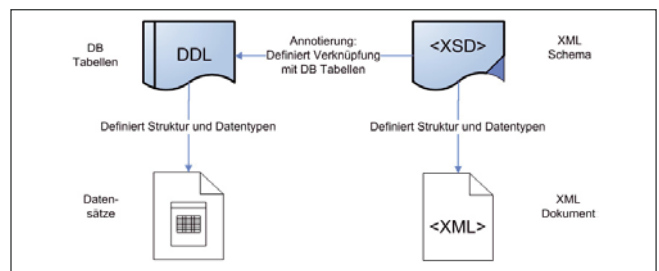 DB
Tabellen
DDL
Annotierung:
Definiert Verknüpfung
mit DB Tabellen
<XSD>
XML
Schema
Definiert Struktur und Datentypen
Definiert Struktur und Datentypen
Daten-
sätze
<XML>
XML
Dokument